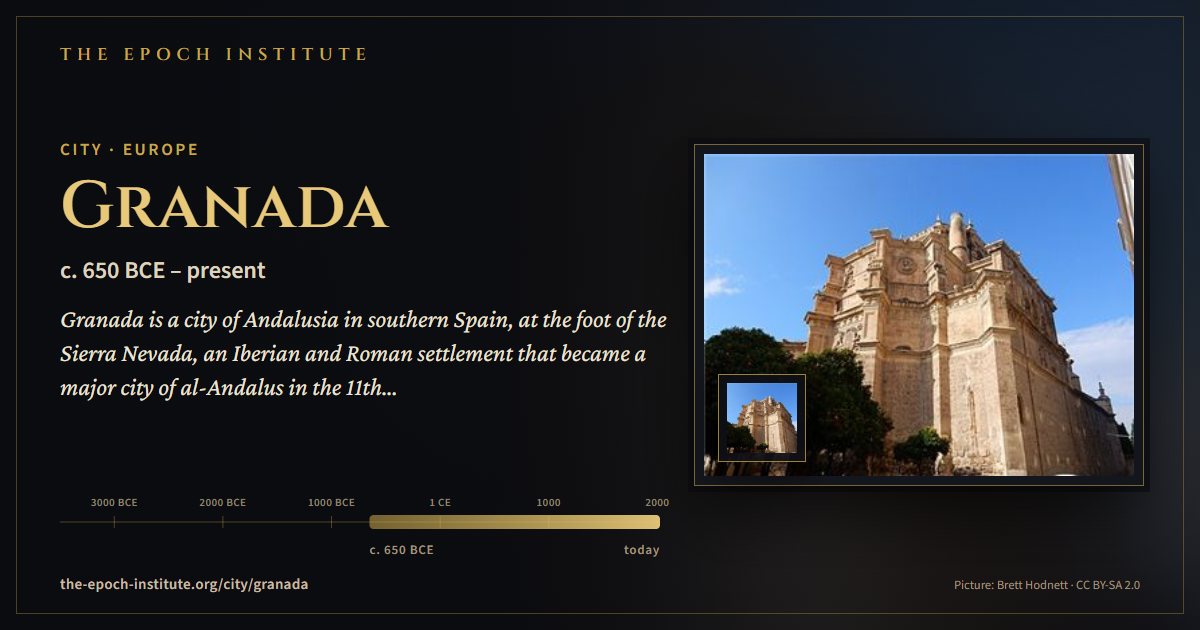 THE EPOCH INSTITUTE
CITY · EUROPE
GRANADA
c. 650 BCE – present
Granada is a city of Andalusia in southern Spain, at the foot of the
Sierra Nevada, an Iberian and Roman settlement that became a
major city of al-Andalus in the 11th...
3000 BCE 2000 BCE 1000 BCE 1 CE 1000 2000
c. 650 BCE today
the-epoch-institute.org/city/granada
Picture: Brett Hodnett · CC BY-SA 2.0